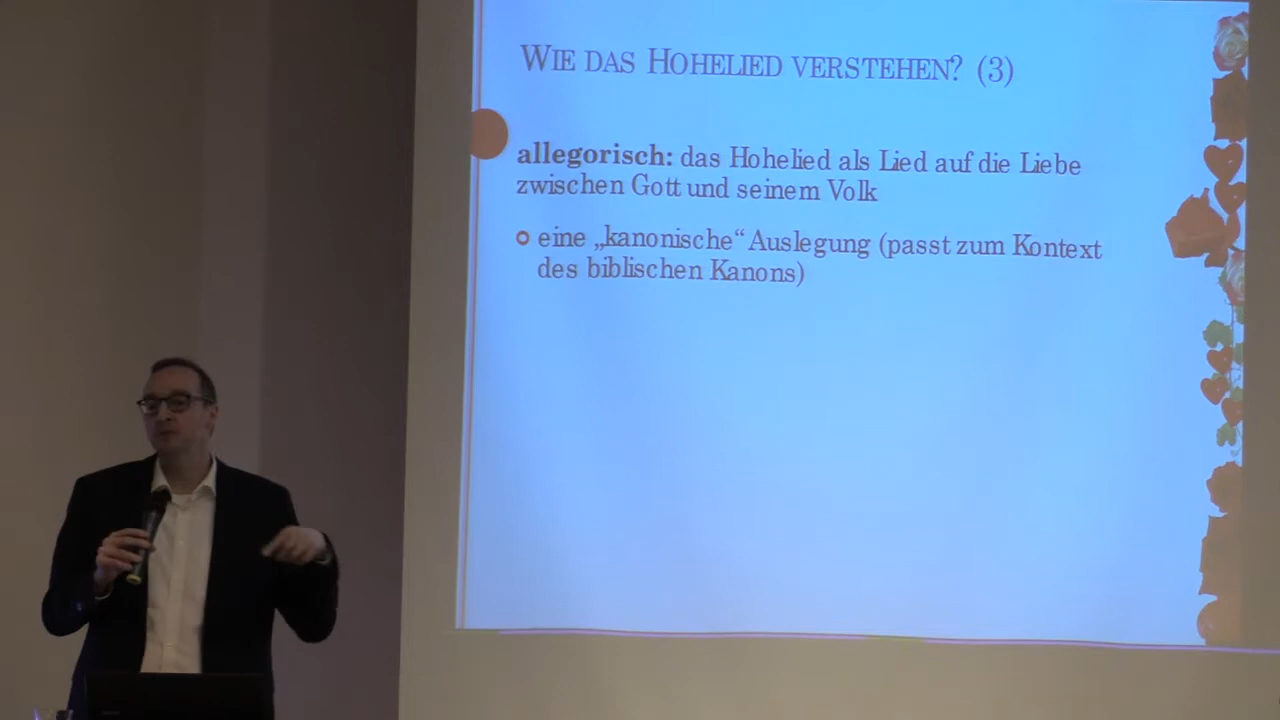 WIE DAS HOHELIED VERSTEHEN? (3)
allegorisch: das Hohelied als Lied auf die Liebe
zwischen Gott und seinem Volk
eine „kanonische“ Auslegung (passt zum Kontext
des biblischen Kanons)